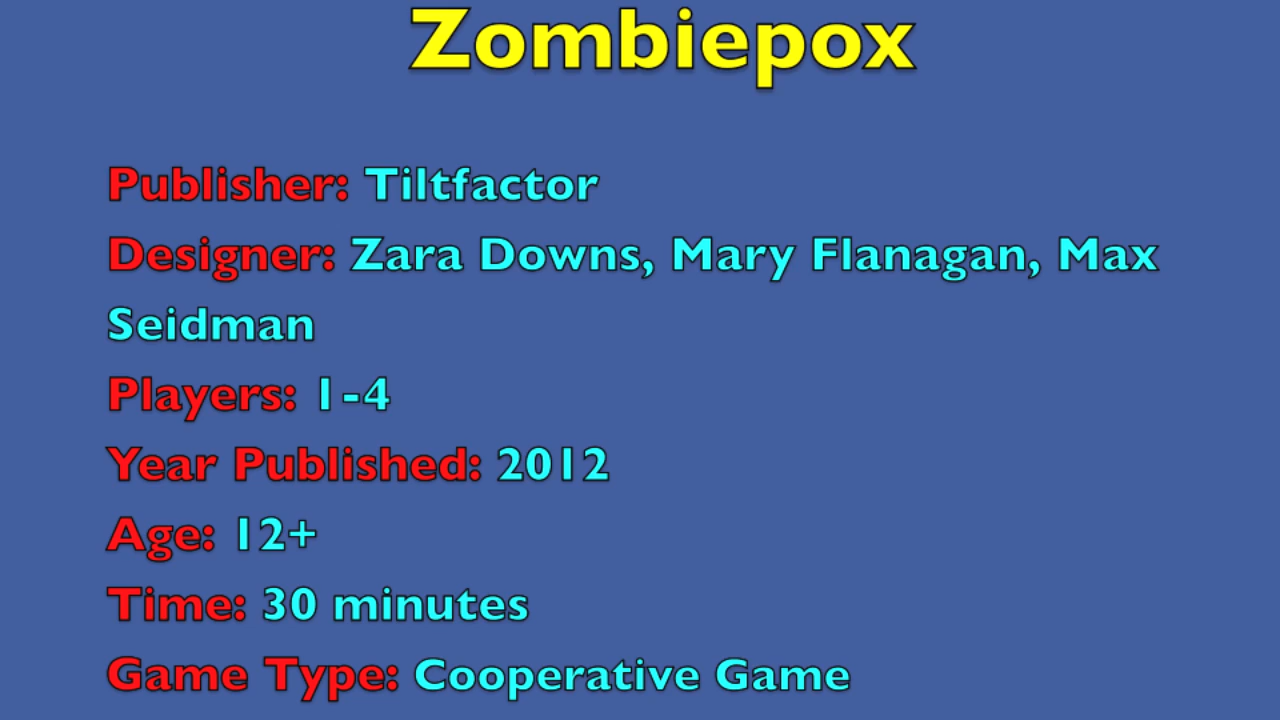 Zombiepox
Publisher: Tiltfactor
Designer: Zara Downs, Mary Flanagan, Max
Seidman
Players: 1-4
Year Published: 2012
Age: 12+
Time: 30 minutes
Game Type: Cooperative Game